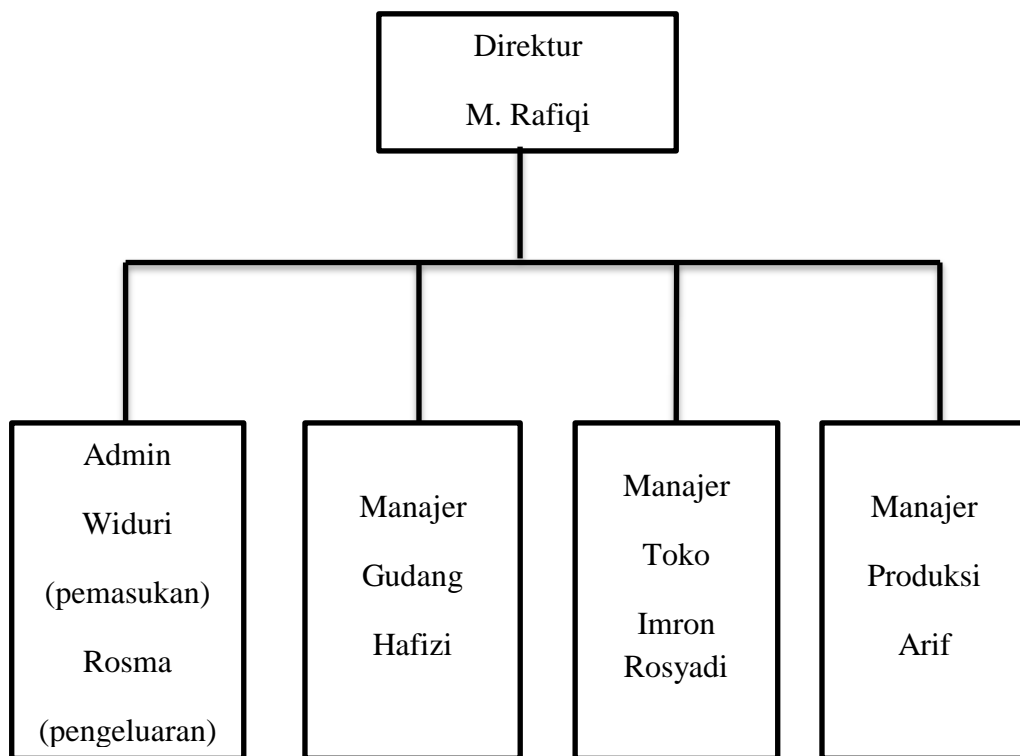 Direktur
M. Rafiqi
Admin
Widuri
(pemasukan)
Rosma
(pengeluaran)
Manajer
Gudang
Hafizi
Manajer
Toko
Imron
Rosyadi
Manajer
Produksi
Arif